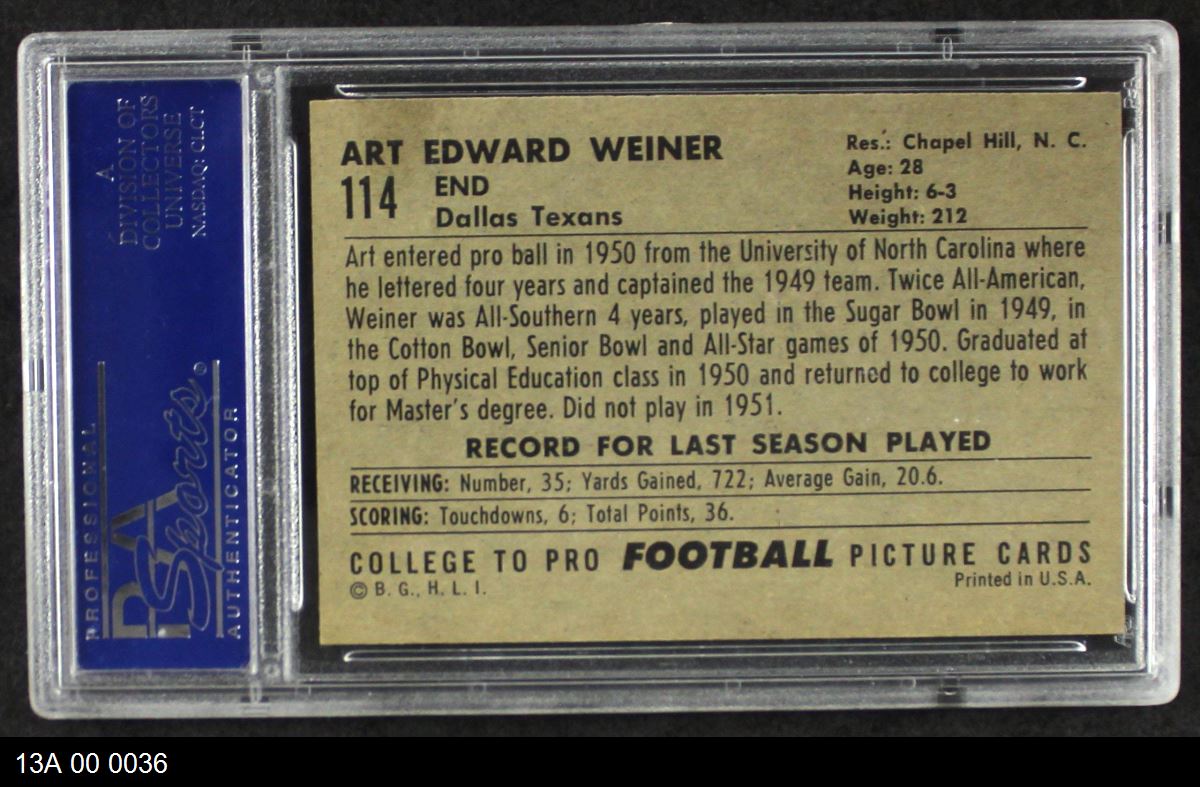 A
DIVISION OF
COLLECTORS
UNIVERSE
NASDAQ: CLCT
PROFESSIONAL
PSA
Sports®
AUTHENTICATOR
ART EDWARD WEINER
114
END
Dallas Texans
Res.: Chapel Hill, N. C.
Age: 28
Height: 6-3
Weight: 212
Art entered pro ball in 1950 from the University of North Carolina where
he lettered four years and captained the 1949 team. Twice All-American,
Weiner was All-Southern 4 years, played in the Sugar Bowl in 1949, in
the Cotton Bowl, Senior Bowl and All-Star games of 1950. Graduated at
top of Physical Education class in 1950 and returned to college to work
for Master's degree. Did not play in 1951.
RECORD FOR LAST SEASON PLAYED
RECEIVING: Number, 35; Yards Gained, 722; Average Gain, 20.6.
SCORING: Touchdowns, 6; Total Points, 36.
COLLEGE TO PRO FOOTBALL PICTURE CARDS
© B. G., H. L. I.
Printed in U.S.A.
13A 00 0036